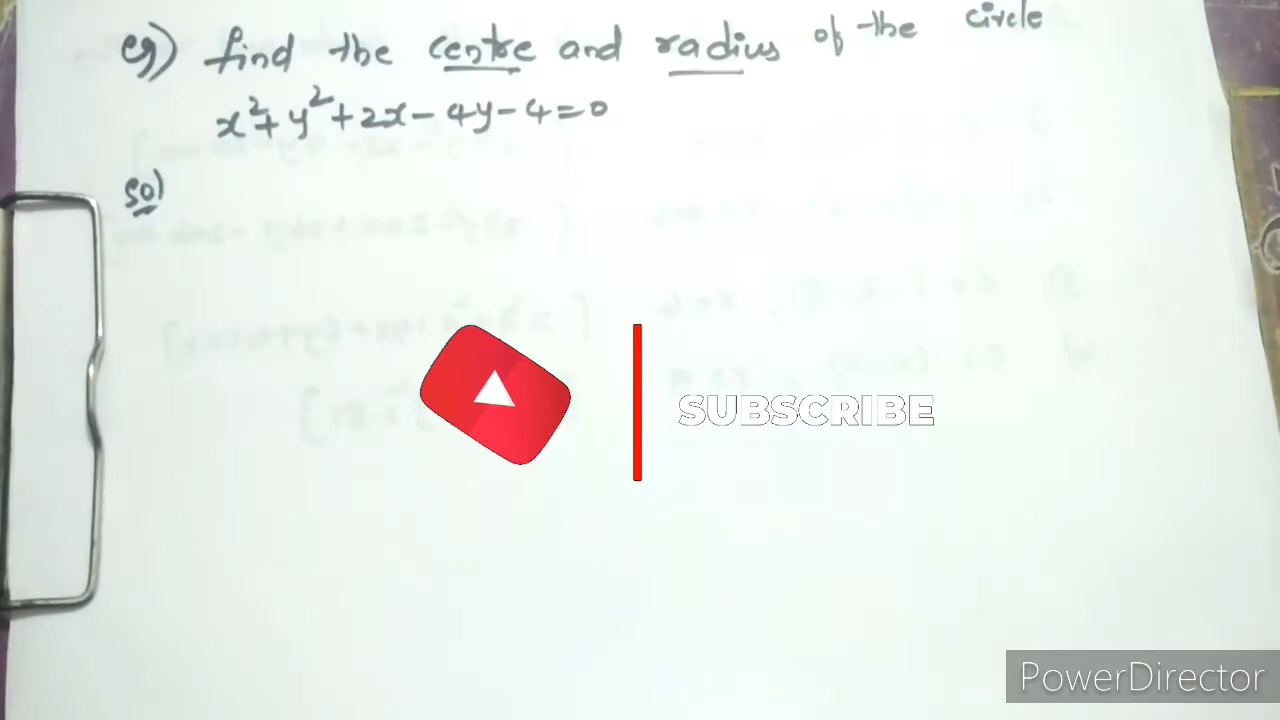 eg) find the centre and radius of the circle
x²+y²+2x-4y-4=0
Sol
SUBSCRIBE
PowerDirector